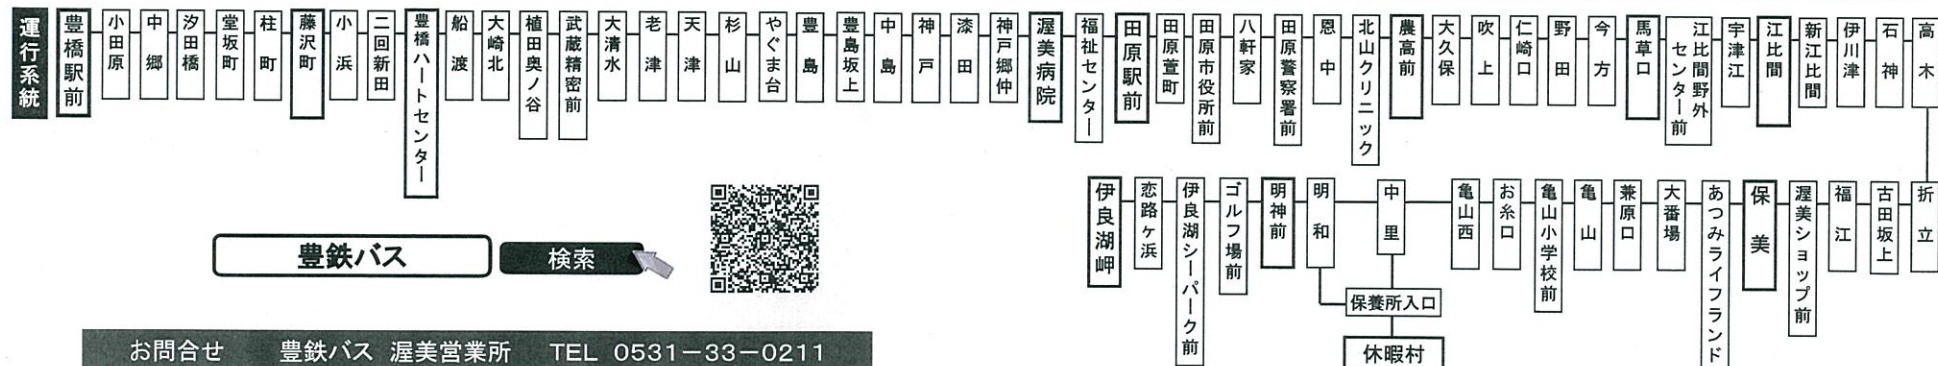 運行系統
豊橋駅前
小田原
中郷
汐田橋
堂坂町
柱町
藤沢町
小浜
二回新田
豊橋ハートセンター
船渡
大崎北
植田奥ノ谷
武蔵精密前
大清水
老津
天津
杉山
やぐま台
豊島
豊島坂上
中島
神戸
漆田
神戸郷仲
渥美病院
福祉センター
田原駅前
田原萱町
田原市役所前
八軒家
田原警察署前
恩中
北山クリニック
農高前
大久保
吹上
仁崎口
野田
今方
馬草口
江比間野外
センター前
宇津江
江比間
新江比間
伊川津
石神
高木
折立
古田坂上
福江
渥美ショップ前
保美
あつみライフランド
大番場
兼原口
亀山
亀山小学校前
お糸口
亀山西
中里
明和
保養所入口
休暇村
明神前
ゴルフ場前
伊良湖シーパーク前
恋路ヶ浜
伊良湖岬
豊鉄バス 検索
お問合せ 豊鉄バス 渥美営業所 TEL 0531－33－0211